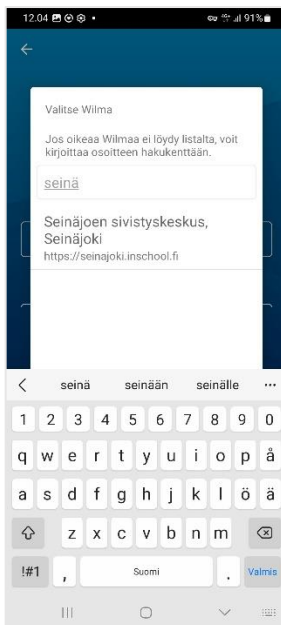 12.04
91%
Valitse Wilma
Jos oikeaa Wilmaa ei löydy listalta, voit
kirjoittaa osoitteen hakukenttään.
seinä
Seinäjoen sivistyskeskus,
Seinäjoki
https://seinajoki.inschool.fi
seinä seinään seinälle
1 2 3 4 5 6 7 8 9 0
q w e r t y u i o p å
a s d f g h j k l ö ä
z x c v b n m
!#1 , Suomi . Valmis